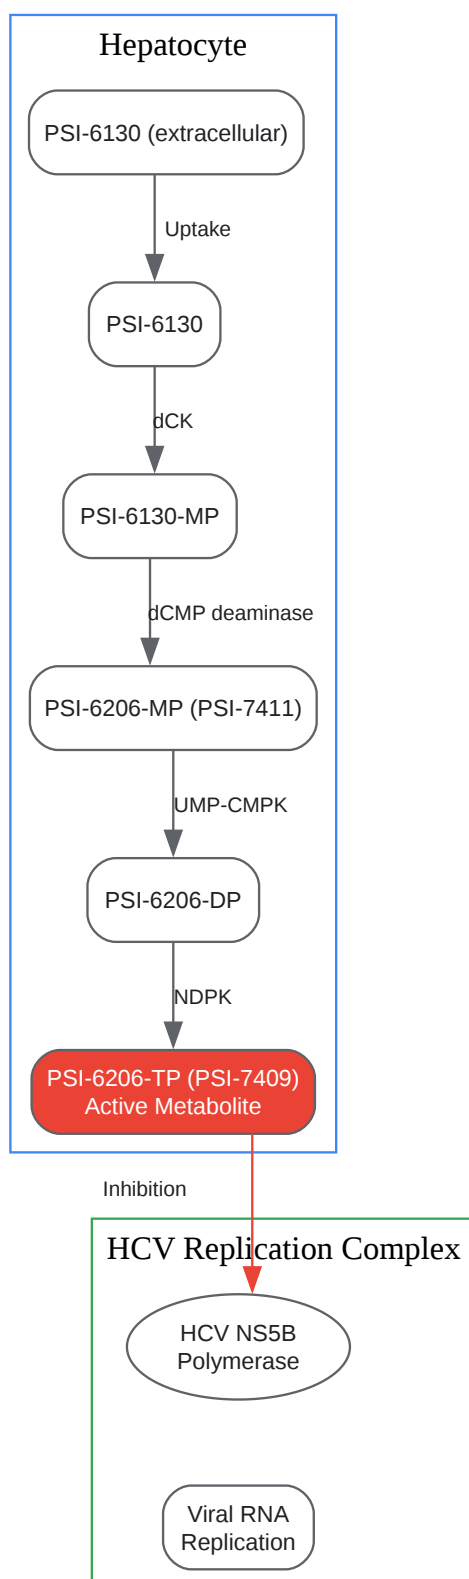 Hepatocyte
PSI-6130 (extracellular)
Uptake
PSI-6130
dCK
PSI-6130-MP
dCMP deaminase
PSI-6206-MP (PSI-7411)
UMP-CMPK
PSI-6206-DP
NDPK
PSI-6206-TP (PSI-7409)
Active Metabolite
Inhibition
HCV Replication Complex
HCV NS5B
Polymerase
Viral RNA
Replication